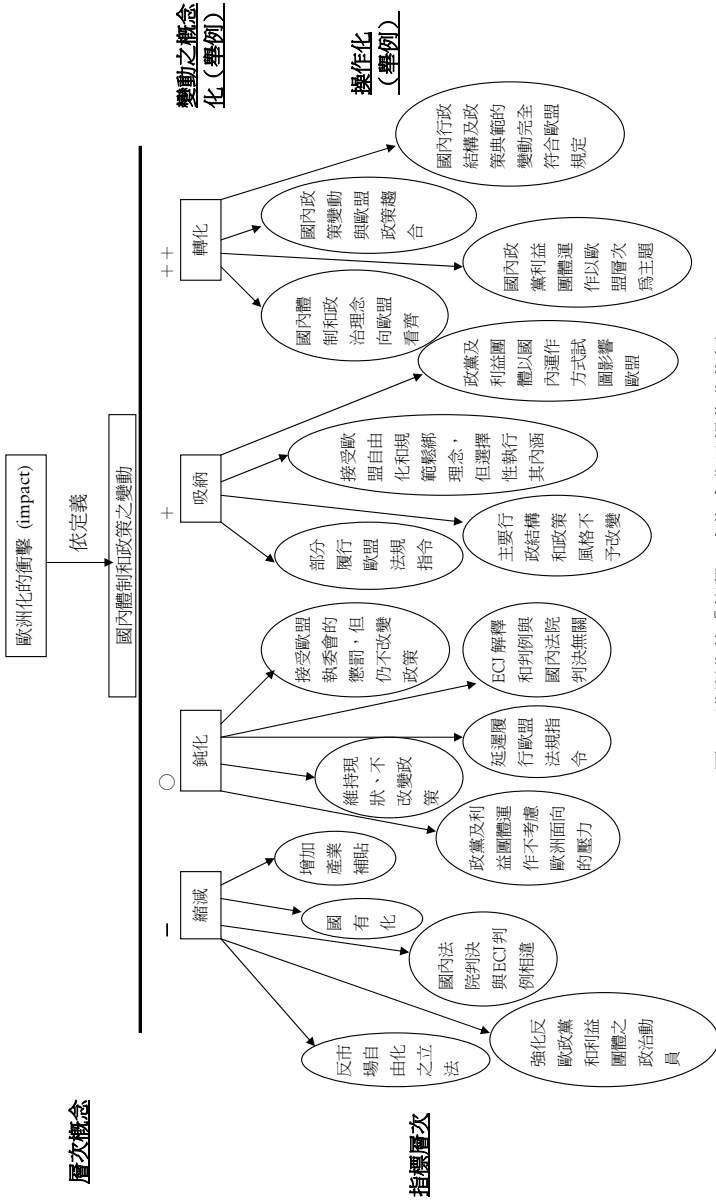 層次概念
歐洲化的衝擊 (impact)
依定義
國內體制和政策之變動
變動之概念
化（舉例）
−
縮減
○
鈍化
+
吸納
++
轉化
指標層次
操作化
（舉例）
反市
場自
由化
之立
法
強化反
歐政黨
和利益
團體之
政治動
員
國內法
院判決
與ECJ判
例相違
國有
化
增加
產業
補貼
政黨及利
益團體運
作不考慮
歐洲面向
的壓力
維持現
狀、不
改變政
策
延遲履
行歐盟
法規指
令
ECJ 解釋
和判例與
國內法院
判決無關
接受歐盟
執委會的
懲罰，但
仍不改變
政策
部分
履行
歐盟
法規
指令
主要行
政結構
和政策
風格不
予改變
接受歐
盟自由
化和規
範鬆綁
理念，
但選擇
性執行
其內涵
政黨及
利益團
體以國
內運作
方式試
圖影響
歐盟
國內體
制和政
治理念
向歐盟
看齊
國內政
黨利益
團體運
作以歐
盟層次
為主題
國內政
策變動
與歐盟
政策趨
合
國內行政
結構及政
策典範的
變動完全
符合歐盟
規定